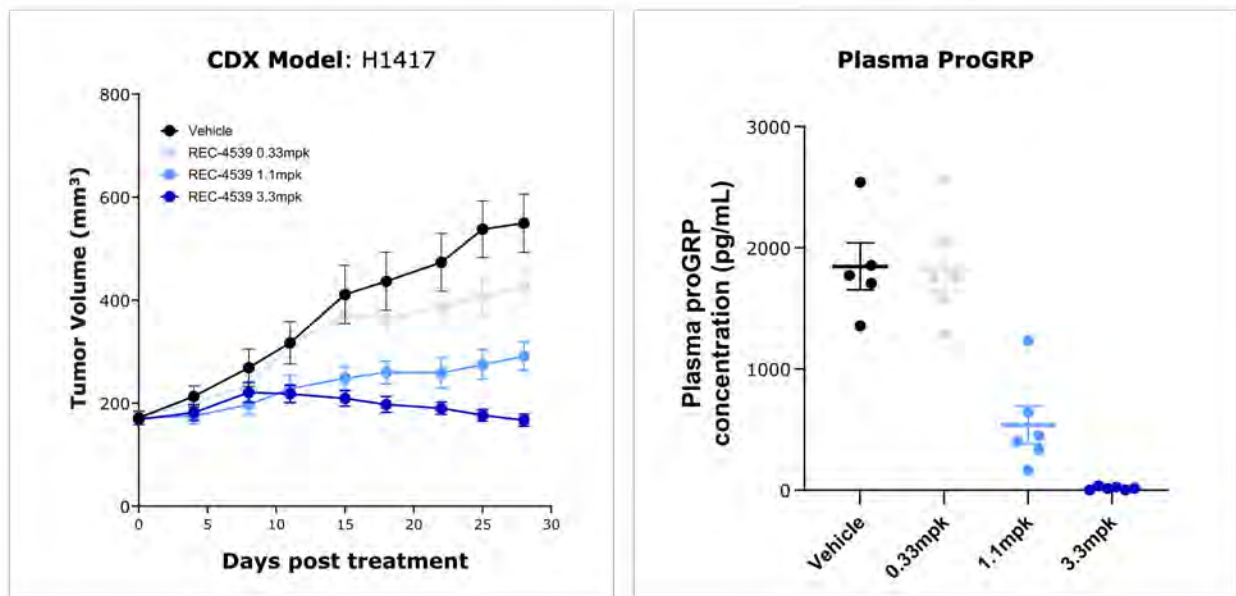 CDX Model: H1417
Tumor Volume (mm³)
800
600
400
200
0
Vehicle
REC-4539 0.33mpk
REC-4539 1.1mpk
REC-4539 3.3mpk
0 5 10 15 20 25 30
Days post treatment
Plasma ProGRP
Plasma proGRP
concentration (pg/mL)
3000
2000
1000
0
Vehicle
0.33mpk
1.1mpk
3.3mpk